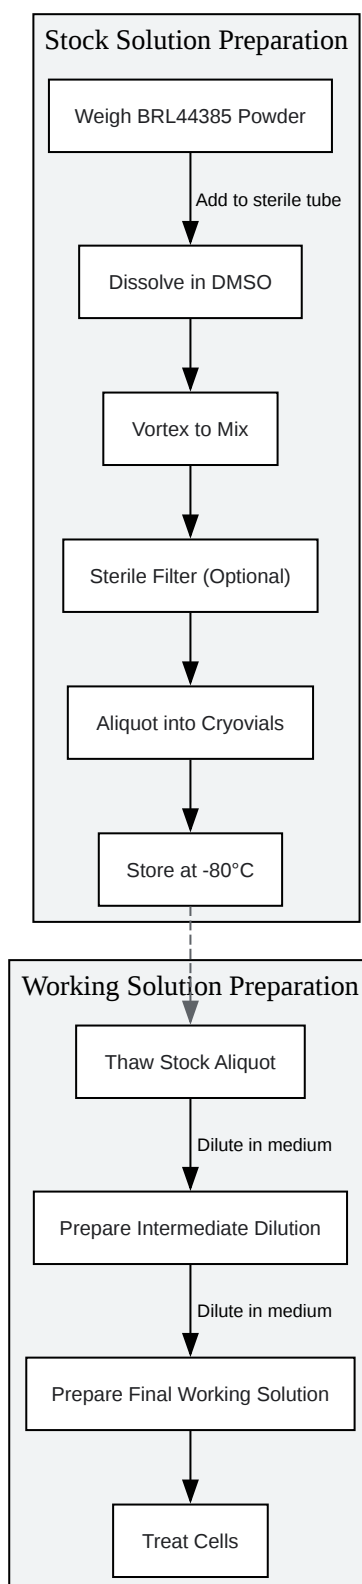 Stock Solution Preparation
Weigh BRL44385 Powder
Add to sterile tube
Dissolve in DMSO
Vortex to Mix
Sterile Filter (Optional)
Aliquot into Cryovials
Store at -80°C
Working Solution Preparation
Thaw Stock Aliquot
Dilute in medium
Prepare Intermediate Dilution
Dilute in medium
Prepare Final Working Solution
Treat Cells